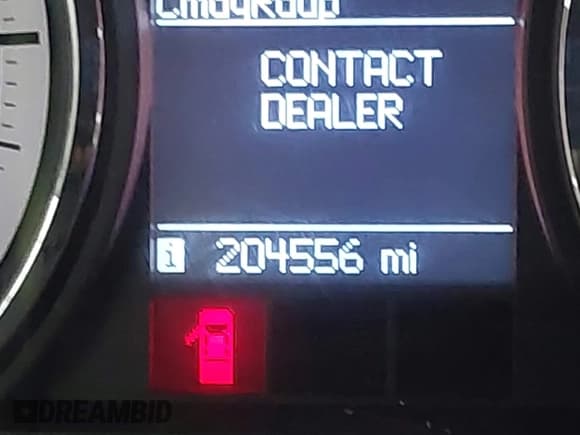 CONTACT
DEALER
i 204556 mi
DREAMBID